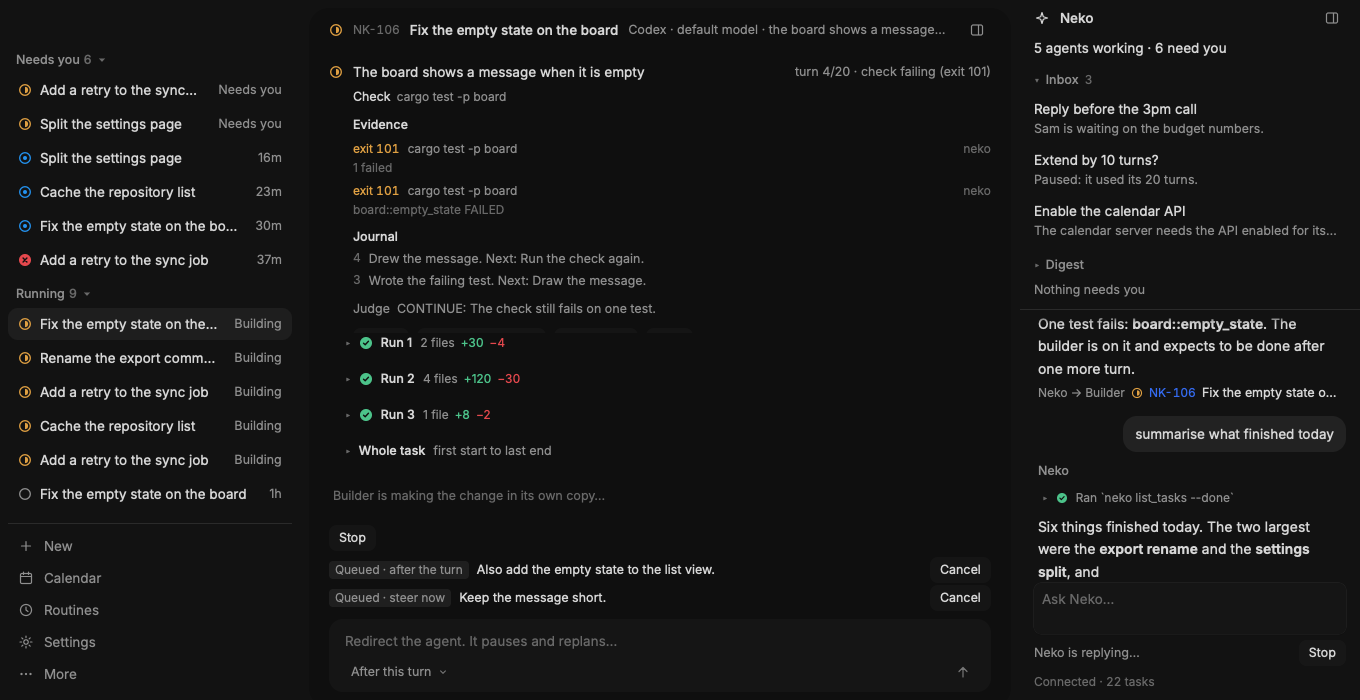 Needs you 6
Add a retry to the sync... Needs you
Split the settings page Needs you
Split the settings page 16m
Cache the repository list 23m
Fix the empty state on the bo... 30m
Add a retry to the sync job 37m
Running 9
Fix the empty state on the... Building
Rename the export comm... Building
Add a retry to the sync job Building
Cache the repository list Building
Add a retry to the sync job Building
Fix the empty state on the board 1h
New
Calendar
Routines
Settings
More
NK-106 Fix the empty state on the board Codex · default model · the board shows a message...
The board shows a message when it is empty turn 4/20 · check failing (exit 101)
Check cargo test -p board
Evidence
exit 101 cargo test -p board neko
1 failed
exit 101 cargo test -p board neko
board::empty_state FAILED
Journal
4 Drew the message. Next: Run the check again.
3 Wrote the failing test. Next: Draw the message.
Judge CONTINUE: The check still fails on one test.
Run 1 2 files +30 −4
Run 2 4 files +120 −30
Run 3 1 file +8 −2
Whole task first start to last end
Builder is making the change in its own copy...
Stop
Queued · after the turn Also add the empty state to the list view. Cancel
Queued · steer now Keep the message short. Cancel
Redirect the agent. It pauses and replans...
After this turn
Neko
5 agents working · 6 need you
Inbox 3
Reply before the 3pm call
Sam is waiting on the budget numbers.
Extend by 10 turns?
Paused: it used its 20 turns.
Enable the calendar API
The calendar server needs the API enabled for its...
Digest
Nothing needs you
One test fails: board::empty_state. The
builder is on it and expects to be done after
one more turn.
Neko → Builder NK-106 Fix the empty state o...
summarise what finished today
Neko
Ran `neko list_tasks --done`
Six things finished today. The two largest
were the export rename and the settings
split, and
Ask Neko...
Neko is replying... Stop
Connected · 22 tasks